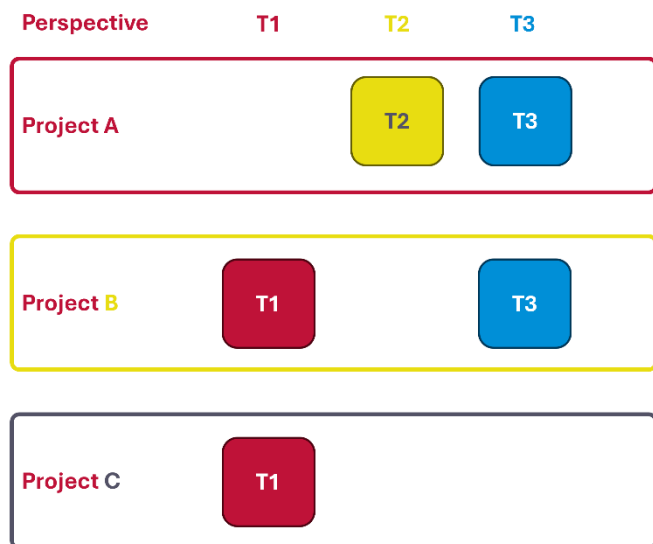 Perspective T1 T2 T3
Project A T2 T3
Project B T1 T3
Project C T1